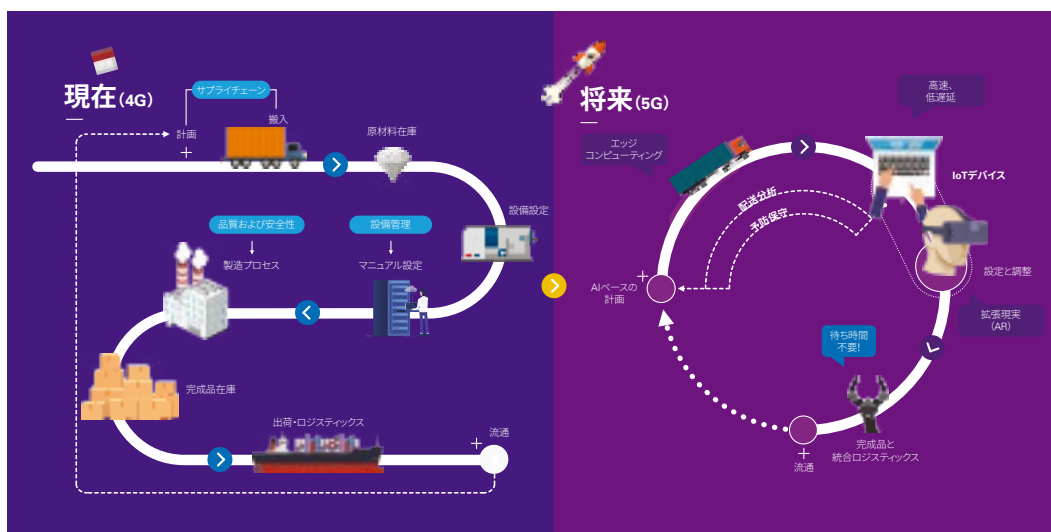 現在(4G)
サプライチェーン
計画
搬入
+
原材料在庫
設備設定
品質および安全性
設備管理
製造プロセス
マニュアル設定
完成品在庫
出荷・ロジスティックス
流通
+
将来(5G)
高速、
低遅延
エッジ
コンピューティング
IoTデバイス
配送分析
予防保守
+
AIベースの
計画
設定と調整
拡張現実
(AR)
待ち時間
不要!
完成品と
統合ロジスティックス
+
流通